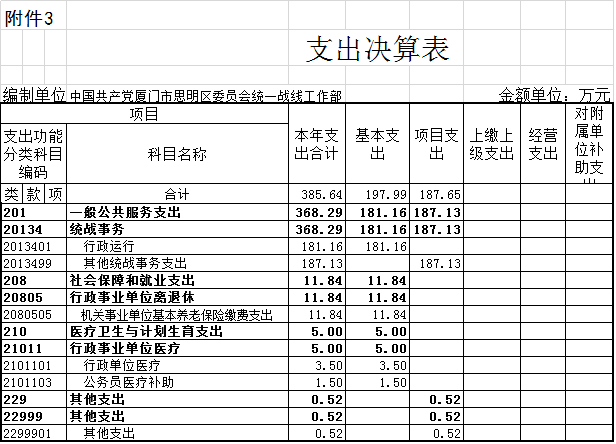 附件3
支出决算表
编制单位 中国共产党厦门市思明区委员会统一战线工作部 金额单位：万元
项目 本年支出合计 基本支出 项目支出 上缴上级支出 经营支出 对附属单位补助支出
支出功能分类科目编码 科目名称
类 款 项 合计 385.64 197.99 187.65
201 一般公共服务支出 368.29 181.16 187.13
20134 统战事务 368.29 181.16 187.13
2013401 行政运行 181.16 181.16
2013499 其他统战事务支出 187.13 187.13
208 社会保障和就业支出 11.84 11.84
20805 行政事业单位离退休 11.84 11.84
2080505 机关事业单位基本养老保险缴费支出 11.84 11.84
210 医疗卫生与计划生育支出 5.00 5.00
21011 行政事业单位医疗 5.00 5.00
2101101 行政单位医疗 3.50 3.50
2101103 公务员医疗补助 1.50 1.50
229 其他支出 0.52 0.52
22999 其他支出 0.52 0.52
2299901 其他支出 0.52 0.52